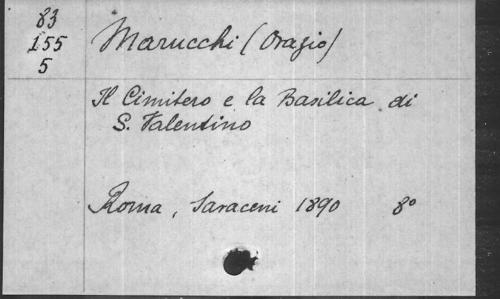 83
155
5
Marucchi (Orazio)
Il Cimitero e la Basilica di
S. Valentino
Roma, Saraceni 1890 8°